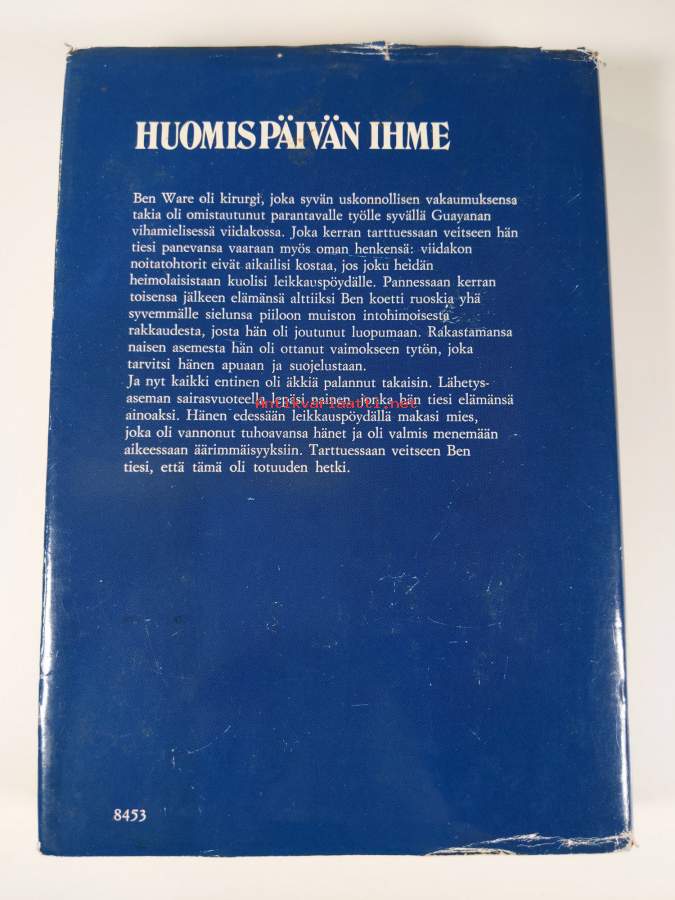 HUOMISPÄIVÄN IHME
Ben Ware oli kirurgi, joka syvän uskonnollisen vakaumuksensa
takia oli omistautunut parantavalle työlle syvällä Guayanan
vihamielisessä viidakossa. Joka kerran tarttuessaan veitseen hän
tiesi panevansa vaaraan myös oman henkensä: viidakon
noitatohtorit eivät aikailisi kostaa, jos joku heidän
heimolaisistaan kuolisi leikkauspöydälle. Pannessaan kerran
toisensa jälkeen elämänsä alttiiksi Ben koetti ruoskia yhä
syvemmälle sielunsa piiloon muiston intohimoisesta
rakkaudesta, josta hän oli joutunut luopumaan. Rakastamansa
naisen asemesta hän oli ottanut vaimokseen tytön, joka
tarvitsi hänen apuaan ja suojelustaan.
Ja nyt kaikki entinen oli äkkiä palannut takaisin. Lähetys-
aseman sairasvuoteella lepäsi nainen, jonka hän tiesi elämänsä
Antikvariaatti.net
ainoaksi. Hänen edessään leikkauspöydällä makasi mies,
joka oli vannonut tuhoavansa hänet ja oli valmis menemään
aikeessaan äärimmäisyyksiin. Tarttuessaan veitseen Ben
tiesi, että tämä oli totuuden hetki.
8453